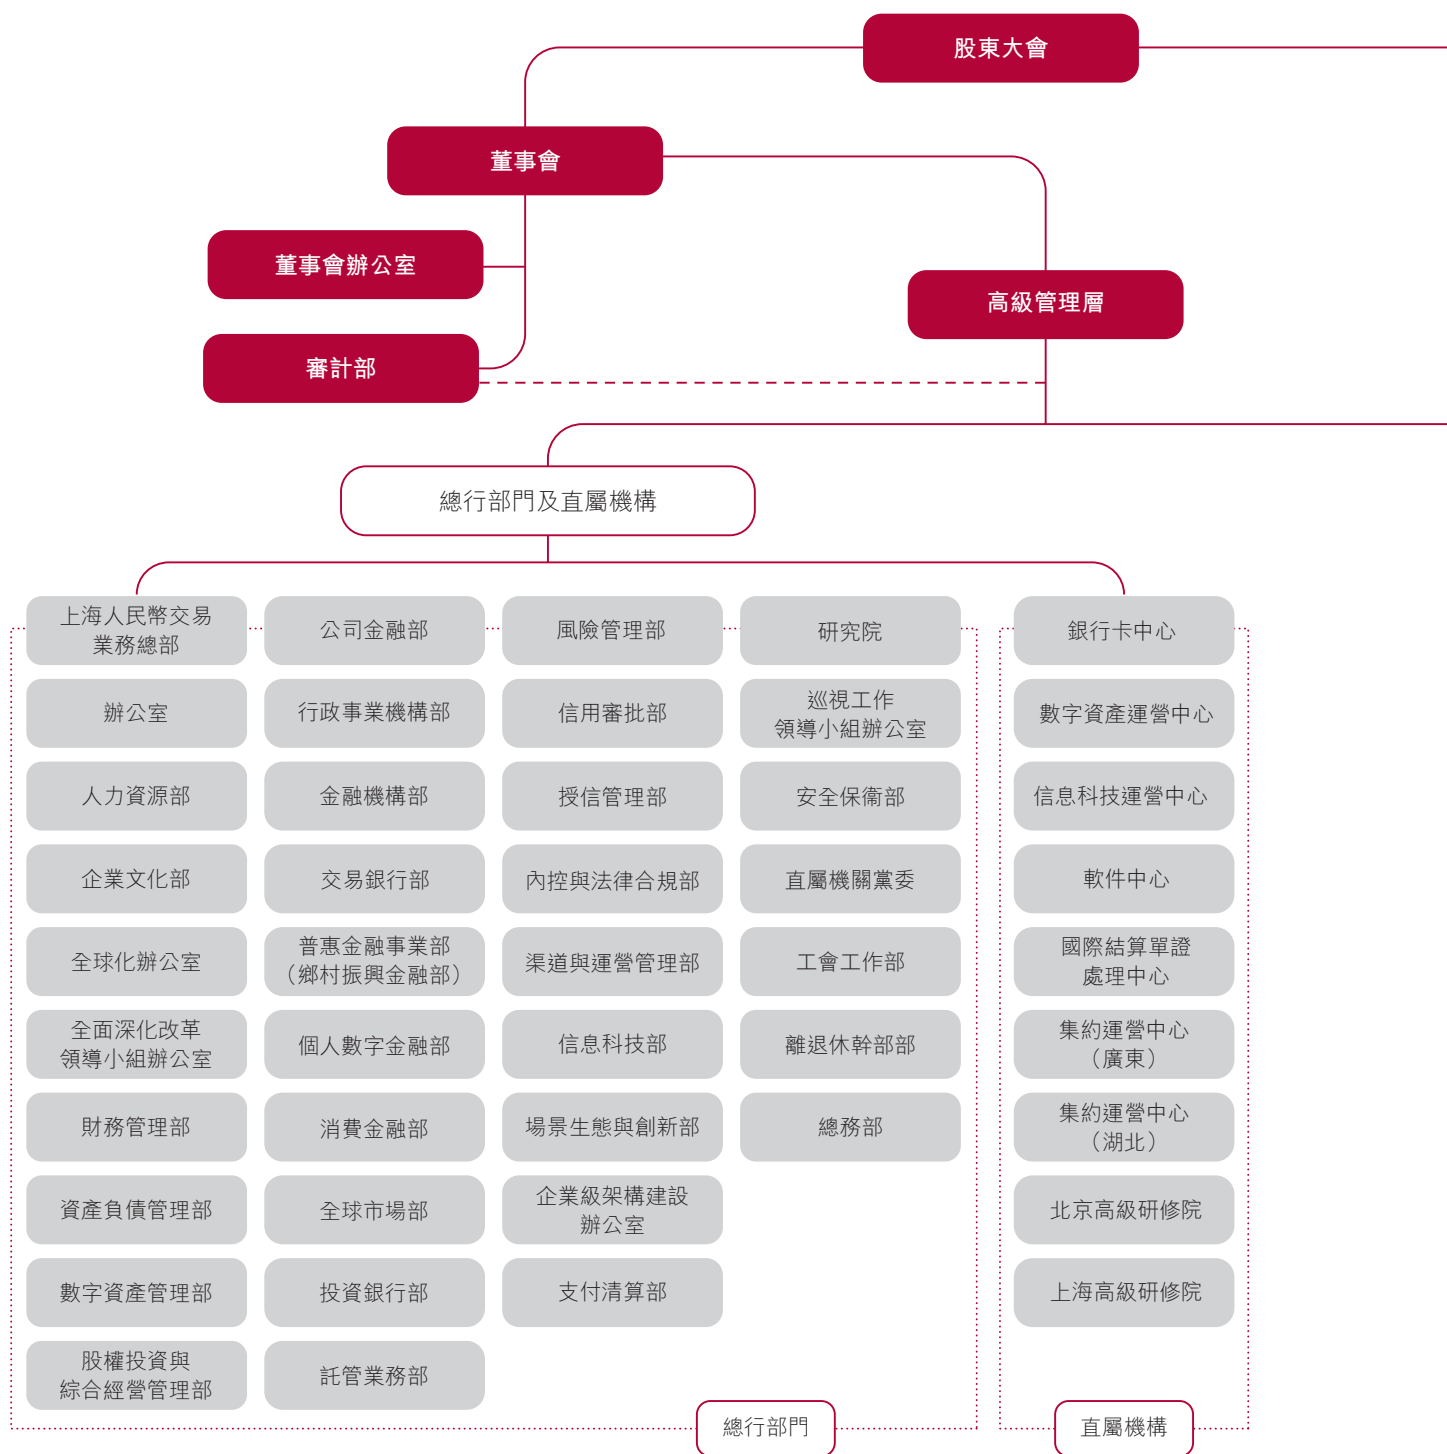 股東大會
董事會
董事會辦公室
高級管理層
審計部
總行部門及直屬機構
上海人民幣交易
業務總部
辦公室
人力資源部
企業文化部
全球化辦公室
全面深化改革
領導小組辦公室
財務管理部
資產負債管理部
數字資產管理部
股權投資與
綜合經營管理部
公司金融部
行政事業機構部
金融機構部
交易銀行部
普惠金融事業部
（鄉村振興金融部）
個人數字金融部
消費金融部
全球市場部
投資銀行部
託管業務部
風險管理部
信用審批部
授信管理部
內控與法律合規部
渠道與運營管理部
信息科技部
場景生態與創新部
企業級架構建設
辦公室
支付清算部
研究院
巡視工作
領導小組辦公室
安全保衛部
直屬機關黨委
工會工作部
離退休幹部部
總務部
總行部門
銀行卡中心
數字資產運營中心
信息科技運營中心
軟件中心
國際結算單證
處理中心
集約運營中心
（廣東）
集約運營中心
（湖北）
北京高級研修院
上海高級研修院
直屬機構